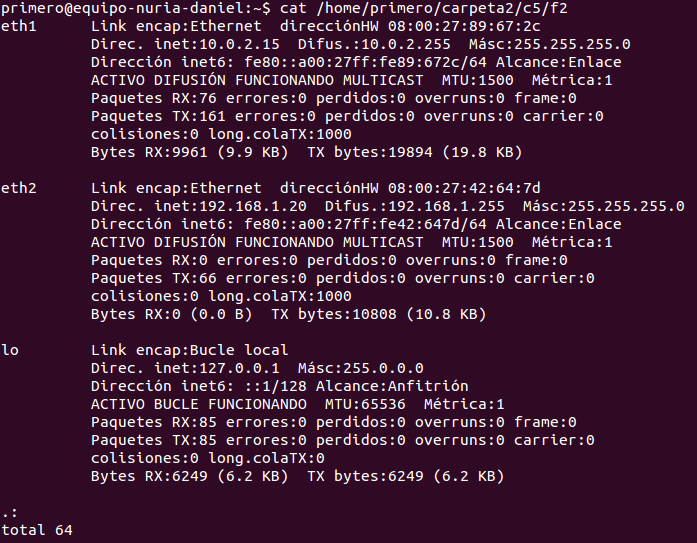 primero@equipo-nuria-daniel:~$ cat /home/primero/carpeta2/c5/f2
eth1      Link encap:Ethernet  direcciónHW 08:00:27:89:67:2c
          Direc. inet:10.0.2.15  Difus.:10.0.2.255  Másc:255.255.255.0
          Dirección inet6: fe80::a00:27ff:fe89:672c/64 Alcance:Enlace
          ACTIVO DIFUSIÓN FUNCIONANDO MULTICAST  MTU:1500  Métrica:1
          Paquetes RX:76 errores:0 perdidos:0 overruns:0 frame:0
          Paquetes TX:161 errores:0 perdidos:0 overruns:0 carrier:0
          colisiones:0 long.colaTX:1000
          Bytes RX:9961 (9.9 KB)  TX bytes:19894 (19.8 KB)

eth2      Link encap:Ethernet  direcciónHW 08:00:27:42:64:7d
          Direc. inet:192.168.1.20  Difus.:192.168.1.255  Másc:255.255.255.0
          Dirección inet6: fe80::a00:27ff:fe42:647d/64 Alcance:Enlace
          ACTIVO DIFUSIÓN FUNCIONANDO MULTICAST  MTU:1500  Métrica:1
          Paquetes RX:0 errores:0 perdidos:0 overruns:0 frame:0
          Paquetes TX:66 errores:0 perdidos:0 overruns:0 carrier:0
          colisiones:0 long.colaTX:1000
          Bytes RX:0 (0.0 B)  TX bytes:10808 (10.8 KB)

lo        Link encap:Bucle local
          Direc. inet:127.0.0.1  Másc:255.0.0.0
          Dirección inet6: ::1/128 Alcance:Anfitrión
          ACTIVO BUCLE FUNCIONANDO  MTU:65536  Métrica:1
          Paquetes RX:85 errores:0 perdidos:0 overruns:0 frame:0
          Paquetes TX:85 errores:0 perdidos:0 overruns:0 carrier:0
          colisiones:0 long.colaTX:0
          Bytes RX:6249 (6.2 KB)  TX bytes:6249 (6.2 KB)

.:
total 64